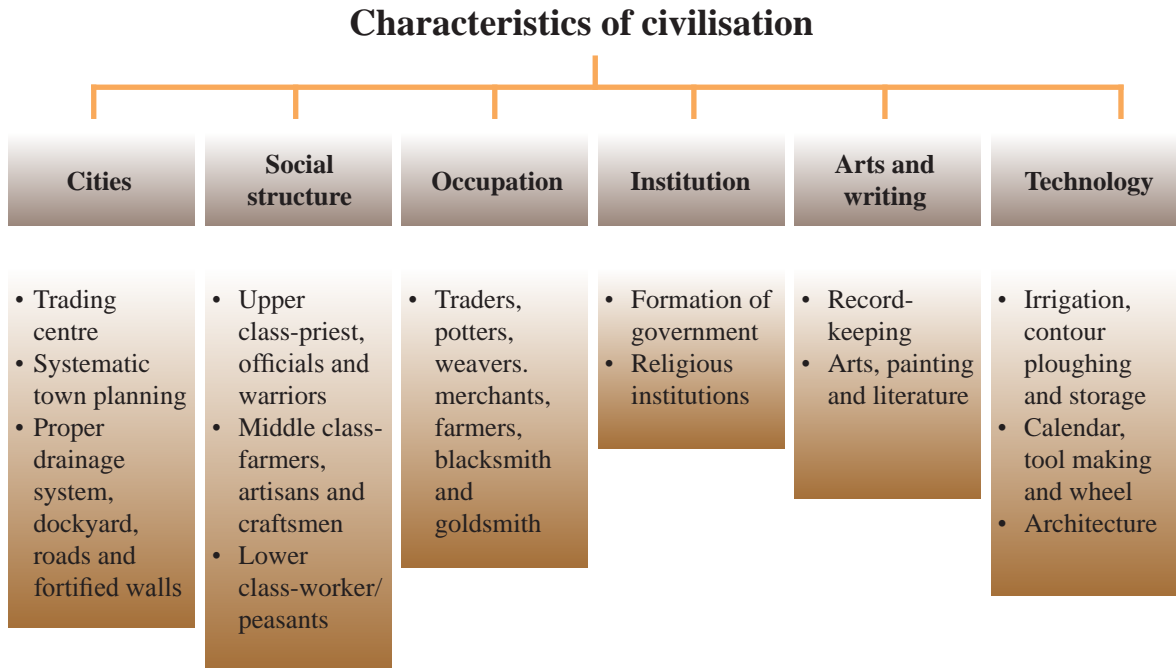 Characteristics of civilisation
Cities
• Trading
centre
• Systematic
town planning
• Proper
drainage
system,
dockyard,
roads and
fortified walls
Social
structure
• Upper
class-priest,
officials and
warriors
• Middle class-
farmers,
artisans and
craftsmen
• Lower
class-worker/
peasants
Occupation
• Traders,
potters,
weavers.
merchants,
farmers,
blacksmith
and
goldsmith
Institution
• Formation of
government
• Religious
institutions
Arts and
writing
• Record-
keeping
• Arts, painting
and literature
Technology
• Irrigation,
contour
ploughing
and storage
• Calendar,
tool making
and wheel
• Architecture